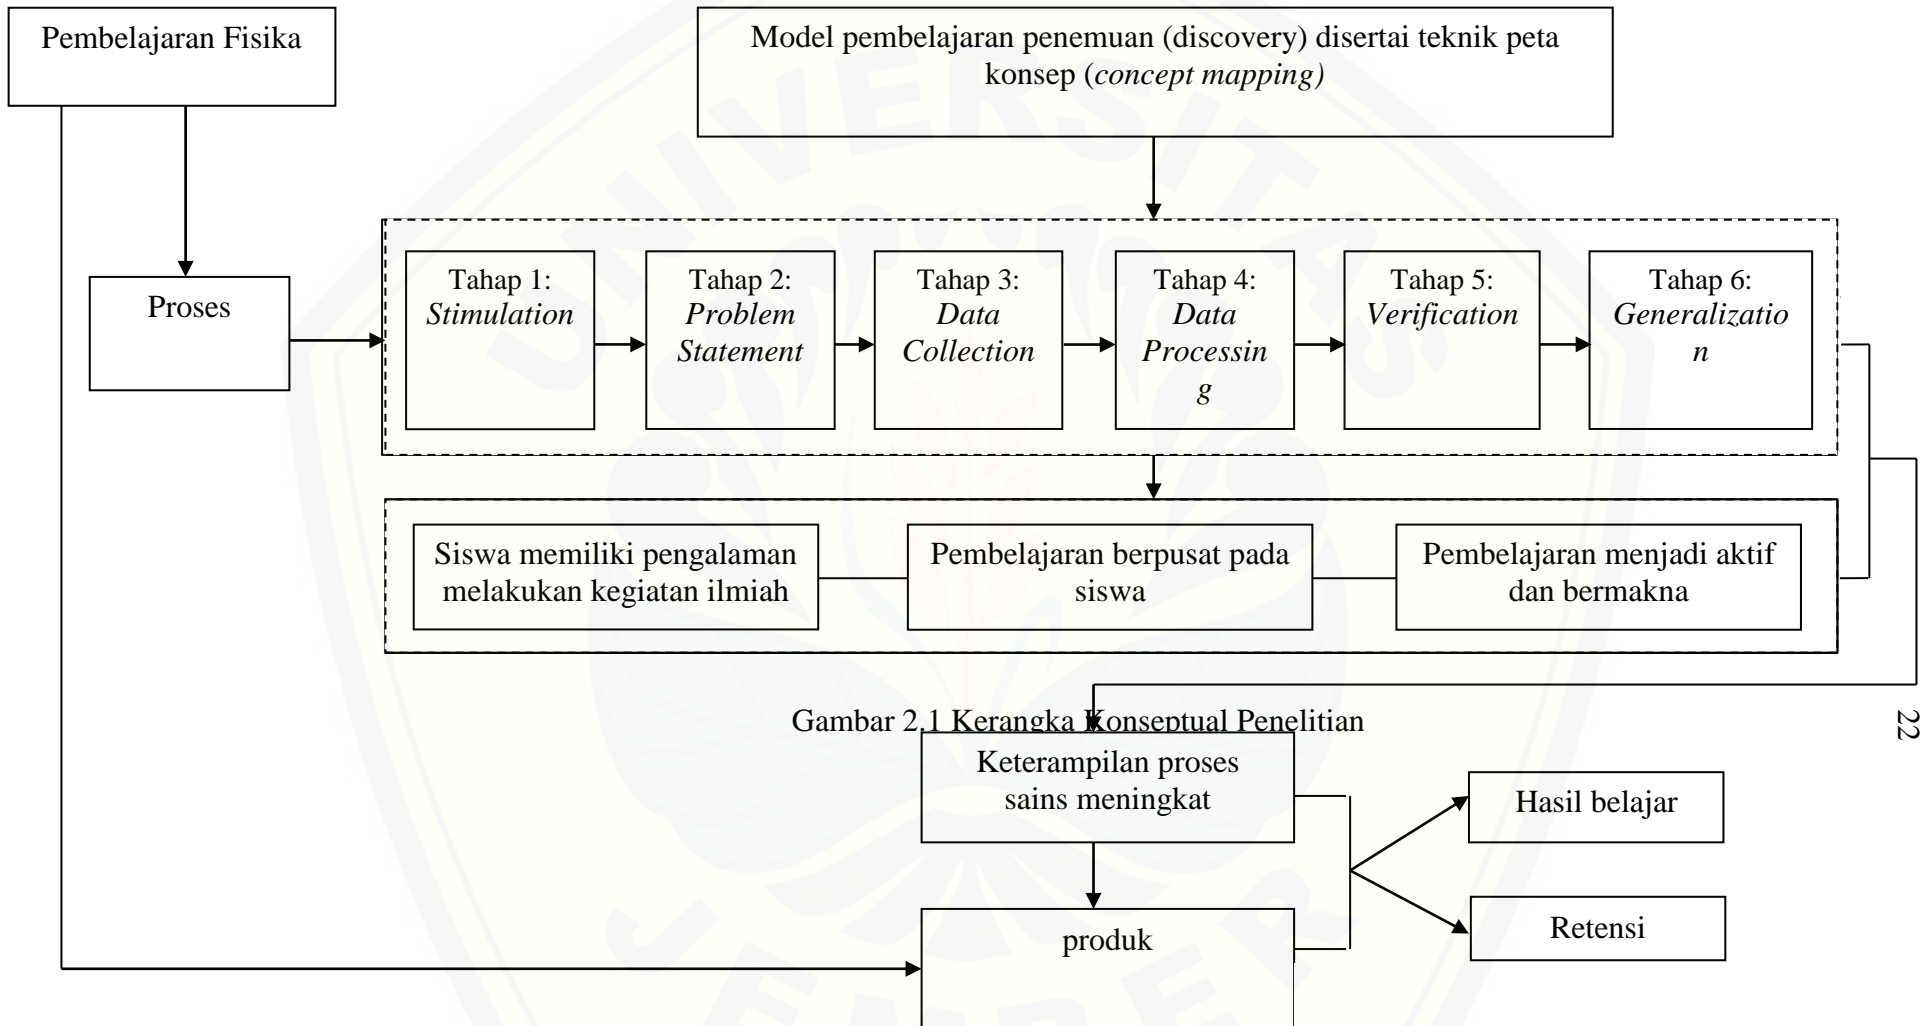 Pembelajaran Fisika
Model pembelajaran penemuan (discovery) disertai teknik peta
konsep (concept mapping)
Proses
Tahap 1:
Stimulation
Tahap 2:
Problem
Statement
Tahap 3:
Data
Collection
Tahap 4:
Data
Processin
g
Tahap 5:
Verification
Tahap 6:
Generalizatio
n
Siswa memiliki pengalaman
melakukan kegiatan ilmiah
Pembelajaran berpusat pada
siswa
Pembelajaran menjadi aktif
dan bermakna
Gambar 2.1 Kerangka Konseptual Penelitian
22
Keterampilan proses
sains meningkat
Hasil belajar
produk
Retensi
UNIVERSITAS
JEMBER